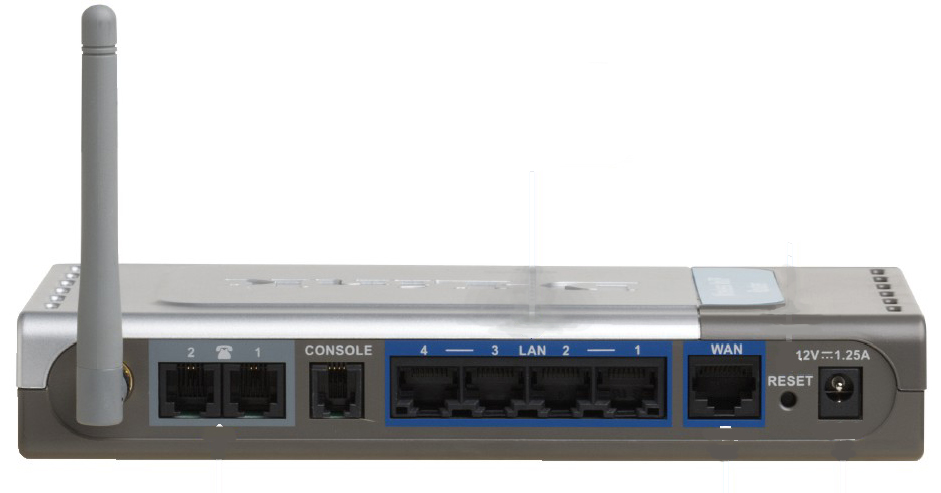 2 1
CONSOLE
4 3 LAN 2 1
WAN
RESET
12V⎓1.25A